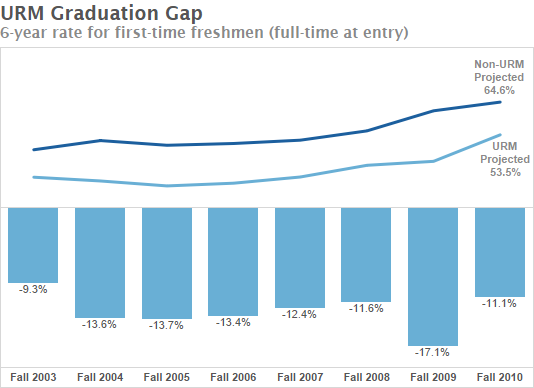 URM Graduation Gap
6-year rate for first-time freshmen (full-time at entry)
Non-URM
Projected
64.6%
URM
Projected
53.5%
-9.3%
-13.6%
-13.7%
-13.4%
-12.4%
-11.6%
-17.1%
-11.1%
Fall 2003 Fall 2004 Fall 2005 Fall 2006 Fall 2007 Fall 2008 Fall 2009 Fall 2010